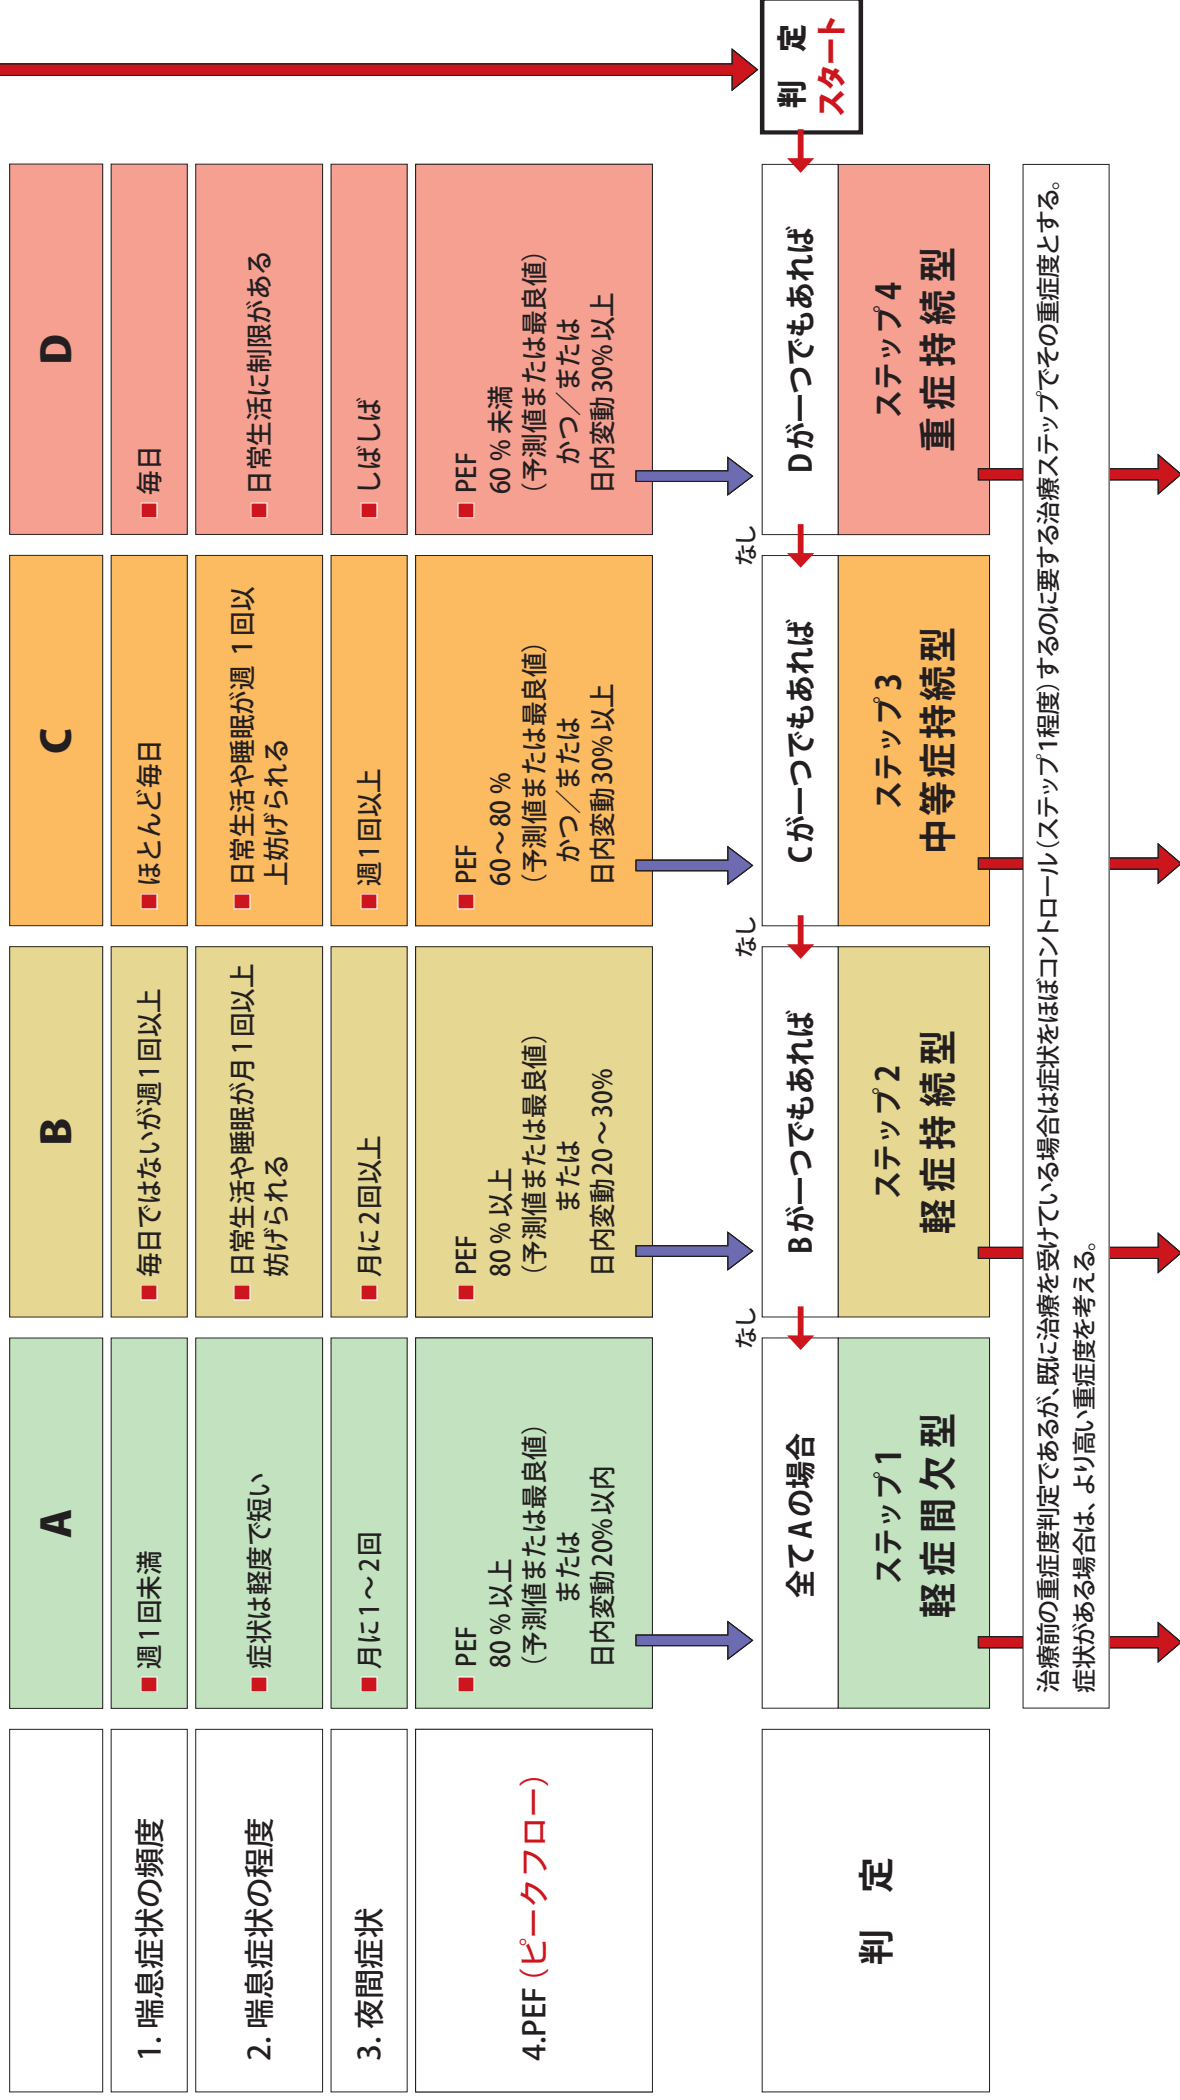 A
B
C
D
1. 喘息症状の頻度
■ 週1回未満
■ 毎日ではないが週1回以上
■ ほとんど毎日
■ 毎日
2. 喘息症状の程度
■ 症状は軽度で短い
■ 日常生活や睡眠が月1回以上
妨げられる
■ 日常生活や睡眠が週 1回以
上妨げられる
■ 日常生活に制限がある
3. 夜間症状
■ 月に1〜2回
■ 月に2回以上
■ 週1回以上
■ しばしば
4.PEF(ピークフロー)
■ PEF
80%以上
(予測値または最良値)
または
日内変動20%以内
■ PEF
80%以上
(予測値または最良値)
または
日内変動20〜30%
■ PEF
60〜80%
(予測値または最良値)
かつ/または
日内変動30%以上
■ PEF
60%未満
(予測値または最良値)
かつ/または
日内変動30%以上
判 定
スタート
判 定
全てAの場合
なし
Bが一つでもあれば
なし
Cが一つでもあれば
なし
Dが一つでもあれば
ステップ1
軽症間欠型
ステップ2
軽症持続型
ステップ3
中等症持続型
ステップ4
重症持続型
治療前の重症度判定であるが、既に治療を受けている場合は症状をほぼコントロール(ステップ1程度)するのに要する治療ステップでその重症度とする。
症状がある場合は、より高い重症度を考える。